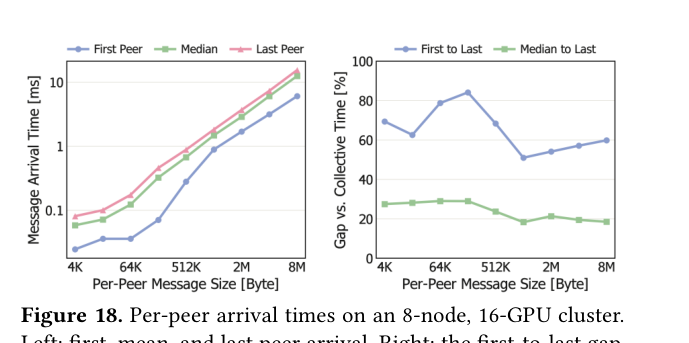 First Peer Median Last Peer
Message Arrival Time [ms]
10
1
0.1
4K 64K 512K 2M 8M
Per-Peer Message Size [Byte]
First to Last Median to Last
Gap vs. Collective Time [%]
100
80
60
40
20
0
4K 64K 512K 2M 8M
Per-Peer Message Size [Byte]
Figure 18. Per-peer arrival times on an 8-node, 16-GPU cluster.
Left: first, mean, and last peer arrival. Right: the first-to-last gap